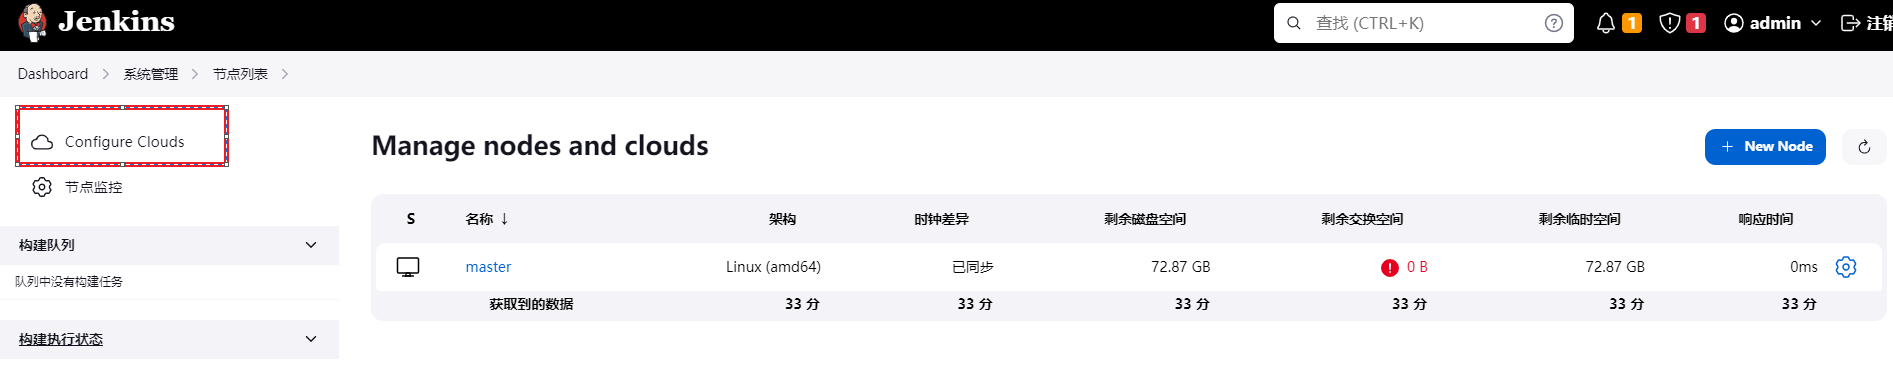 Jenkins
查找 (CTRL+K)
1
1
admin
Dashboard
系统管理
节点列表
Configure Clouds
节点监控
构建队列
队列中没有构建任务
构建执行状态
Manage nodes and clouds
+ New Node
S 名称 ↓ 架构 时钟差异 剩余磁盘空间 剩余交换空间 剩余临时空间 响应时间
master Linux (amd64) 已同步 72.87 GB 0 B 72.87 GB 0ms
获取到的数据 33 分 33 分 33 分 33 分 33 分 33 分